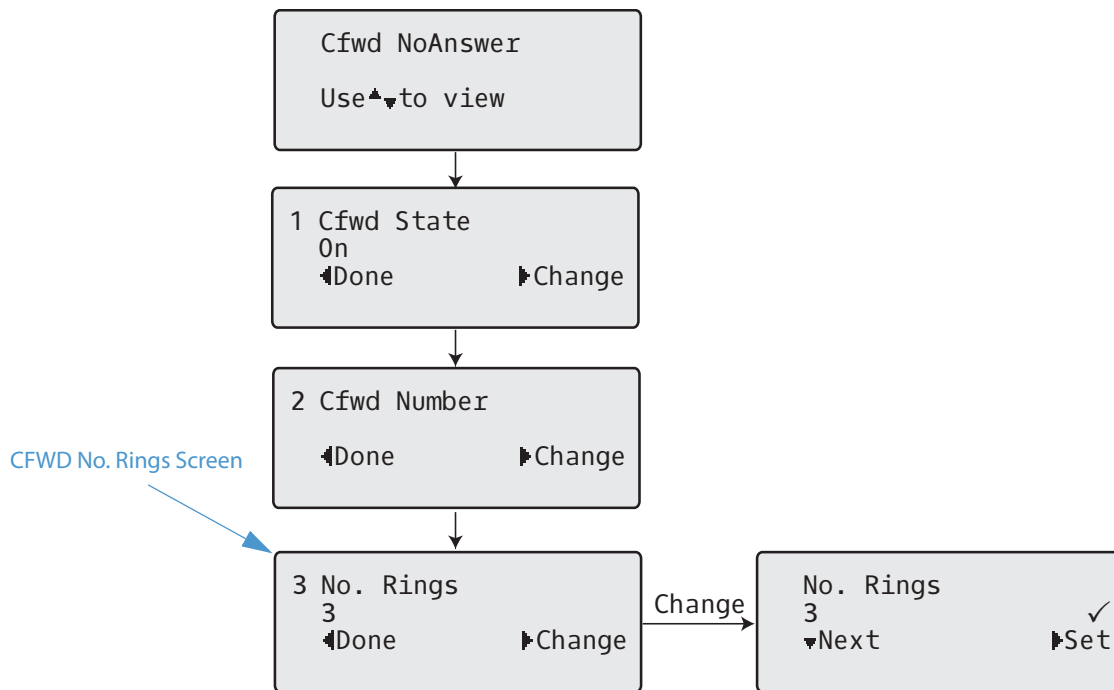 Cfwd NoAnswer
Use▲▼to view
1 Cfwd State
On
◀Done ▶Change
2 Cfwd Number
◀Done ▶Change
CFWD No. Rings Screen
3 No. Rings
3
◀Done ▶Change
Change
No. Rings
3 ✓
▼Next ▶Set